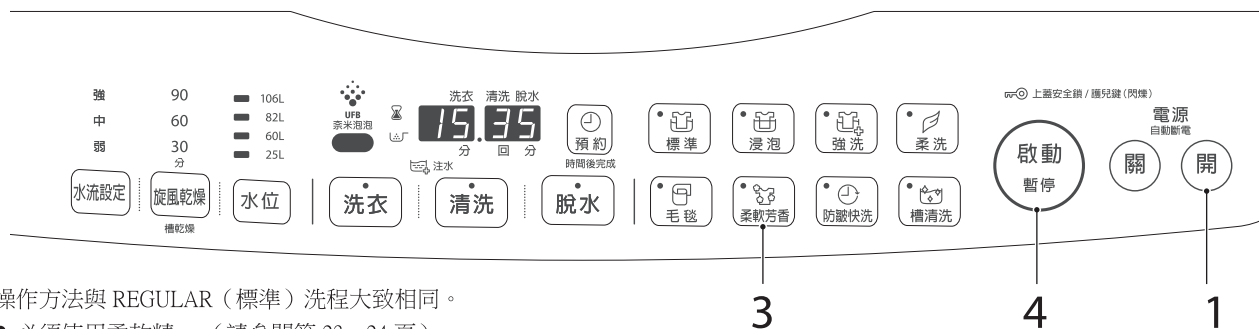 強 90 106L
中 60 82L
弱 30 60L
分 25L
水流設定 旋風乾燥 水位
槽乾燥
UFB
奈米泡泡
洗衣 清洗 脫水
15.35
分 回 分
注水
預約
時間後完成
洗衣 清洗 脫水
標準 浸泡 強洗 柔洗
毛毯 柔軟芳香 防皺快洗 槽清洗
上蓋安全鎖/護兒鍵(閃爍)
啟動
暫停
電源
自動斷電
關 開
3 4 1
操作方法與 REGULAR(標準)洗程大致相同。